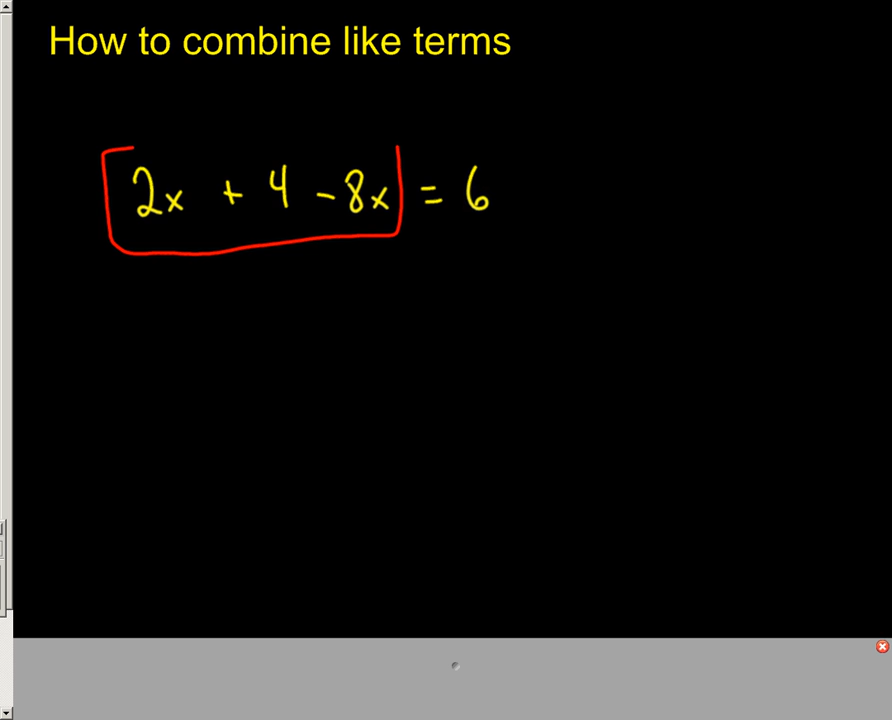 How to combine like terms
2x + 4 - 8x = 6